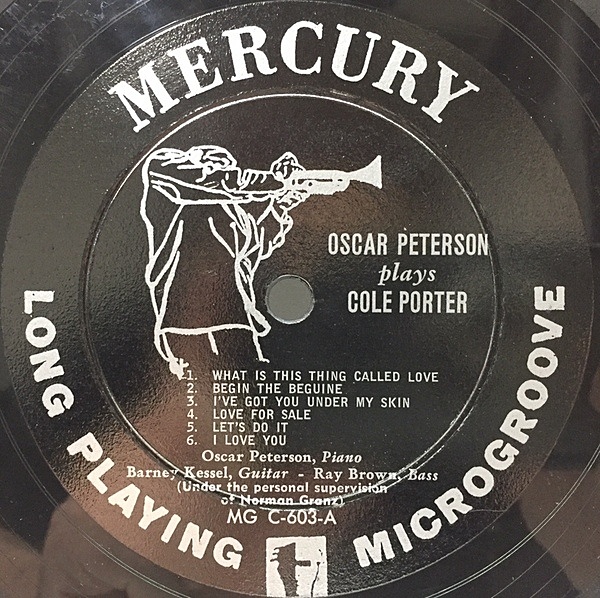 MERCURY
OSCAR PETERSON
plays
COLE PORTER
1. WHAT IS THIS THING CALLED LOVE
2. BEGIN THE BEGUINE
3. I'VE GOT YOU UNDER MY SKIN
4. LOVE FOR SALE
5. LET'S DO IT
6. I LOVE YOU
Oscar Peterson, Piano
Barney Kessel, Guitar - Ray Brown, Bass
(Under the personal supervision
of Norman Granz)
MG C-603-A
LONG PLAYING MICROGROOVE